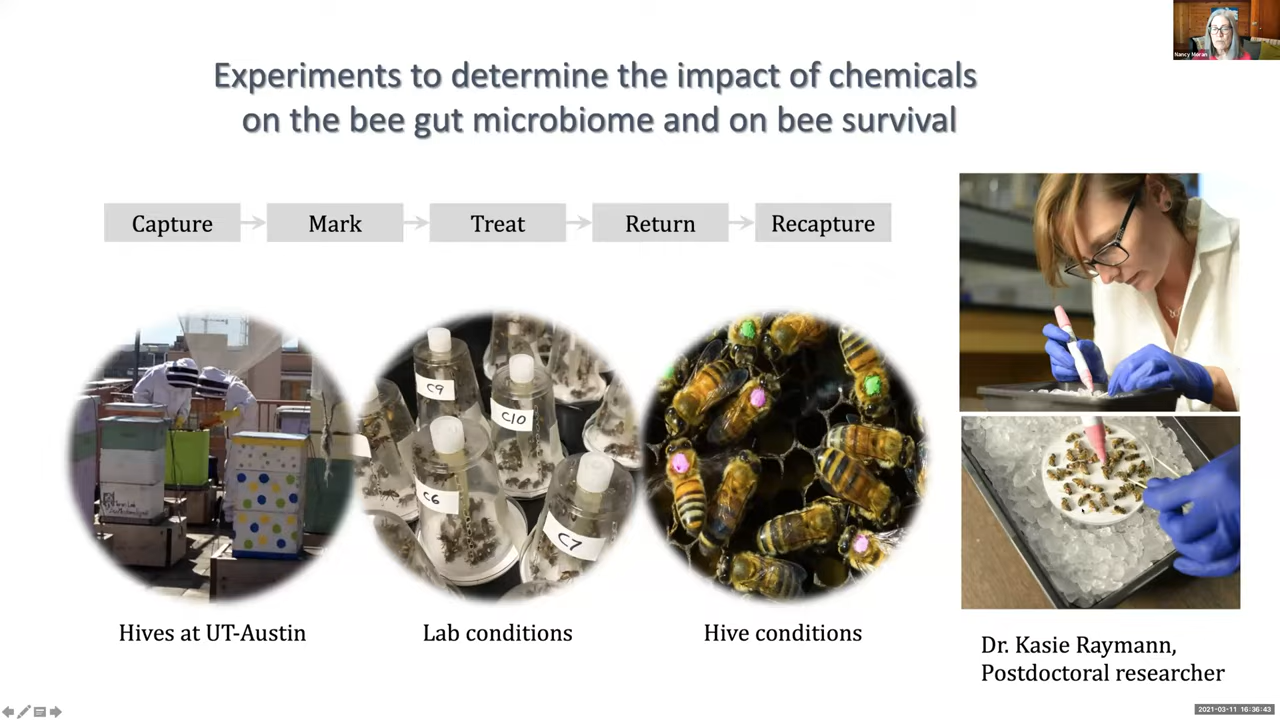 Nancy Moran
Experiments to determine the impact of chemicals
on the bee gut microbiome and on bee survival
Capture
Mark
Treat
Return
Recapture
C9
C10
C6
C7
Hives at UT-Austin
Lab conditions
Hive conditions
Dr. Kasie Raymann,
Postdoctoral researcher
2021-03-11 16:36:43